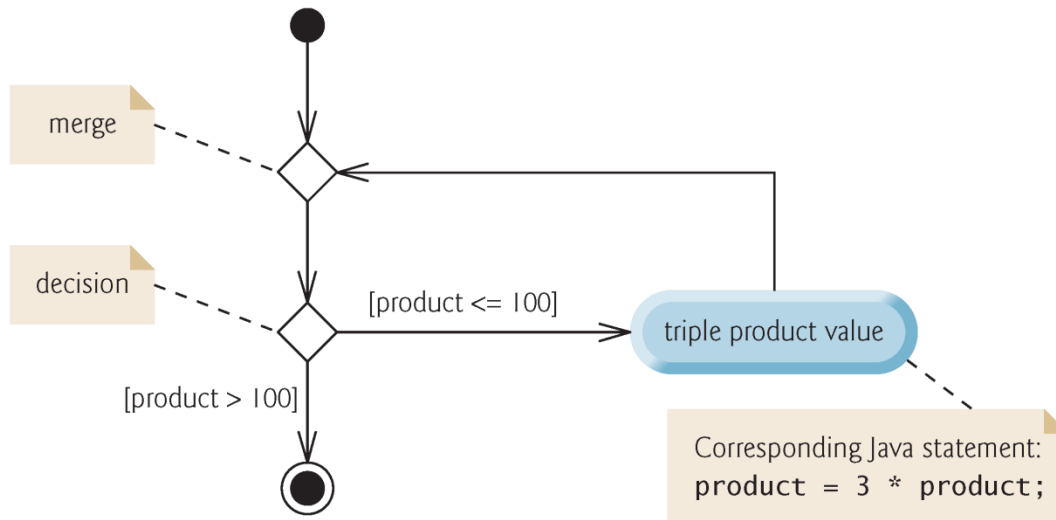 merge
decision
[product <= 100]
triple product value
[product > 100]
Corresponding Java statement:
product = 3 * product;